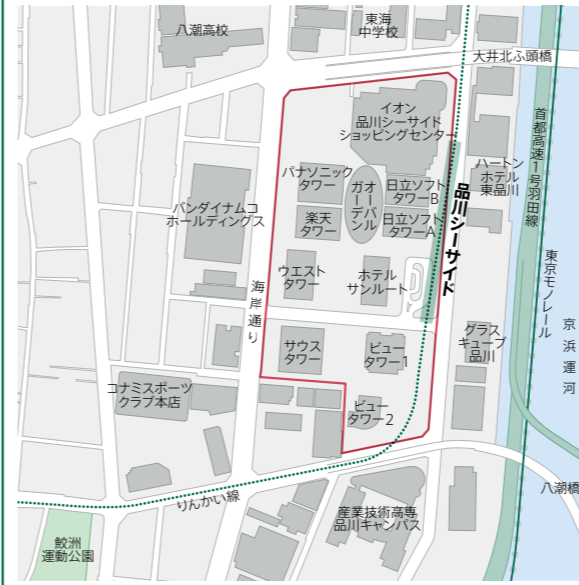 八潮高校
東海
中学校
大井北ふ頭橋
イオン
品川シーサイド
ショッピングセンター
首都高速1号羽田線
ハートン
ホテル
東品川
パナソニック
タワー
オーバル
ガーデン
日立ソフト
タワーB
品川シーサイド
バンダイナムコ
ホールディングス
楽天
タワー
日立ソフト
タワーA
東京モノレール
ウエスト
タワー
ホテル
サンルート
海岸通り
京浜運河
グラス
キューブ
品川
サウス
タワー
ビュー
タワー1
コナミスポーツ
クラブ本店
ビュー
タワー2
八潮橋
りんかい線
産業技術高専
品川キャンパス
鮫洲
運動公園